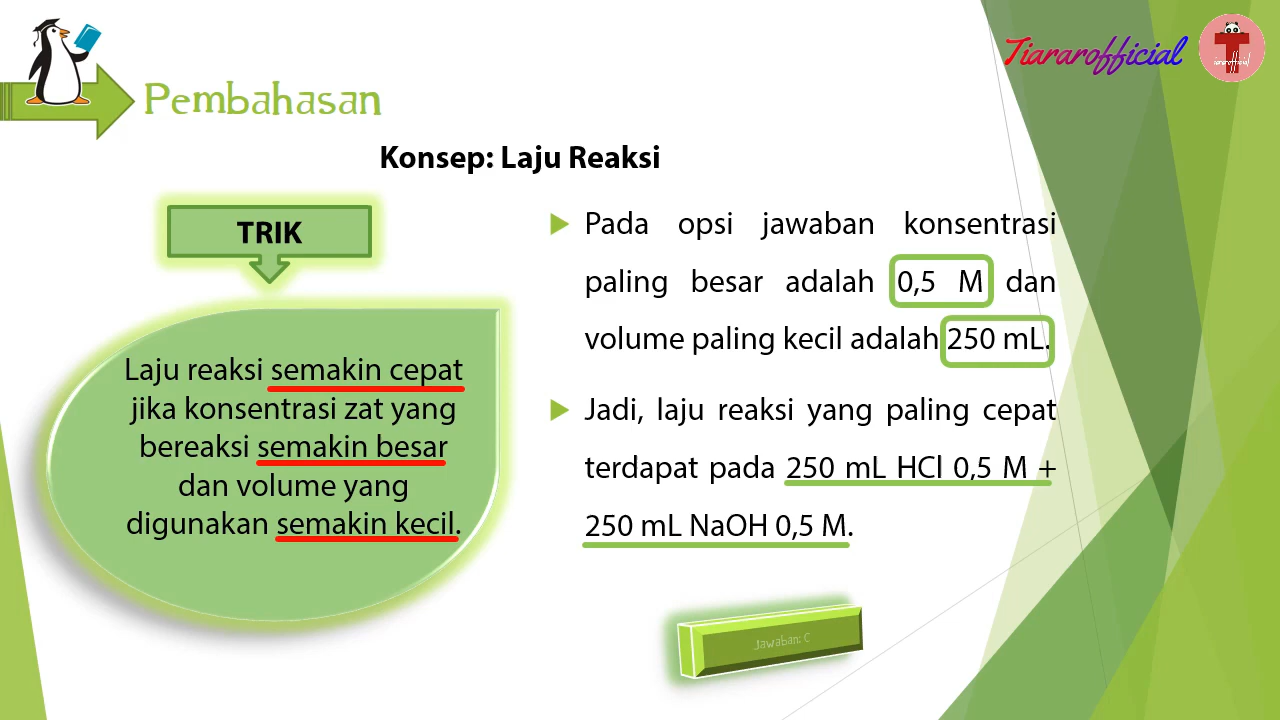 Tiararofficial
T
tiararofficial
Pembahasan
Konsep: Laju Reaksi
TRIK
Laju reaksi semakin cepat
jika konsentrasi zat yang
bereaksi semakin besar
dan volume yang
digunakan semakin kecil.
Pada opsi jawaban konsentrasi
paling besar adalah 0,5 M dan
volume paling kecil adalah 250 mL.
Jadi, laju reaksi yang paling cepat
terdapat pada 250 mL HCl 0,5 M +
250 mL NaOH 0,5 M.
Jawaban: C